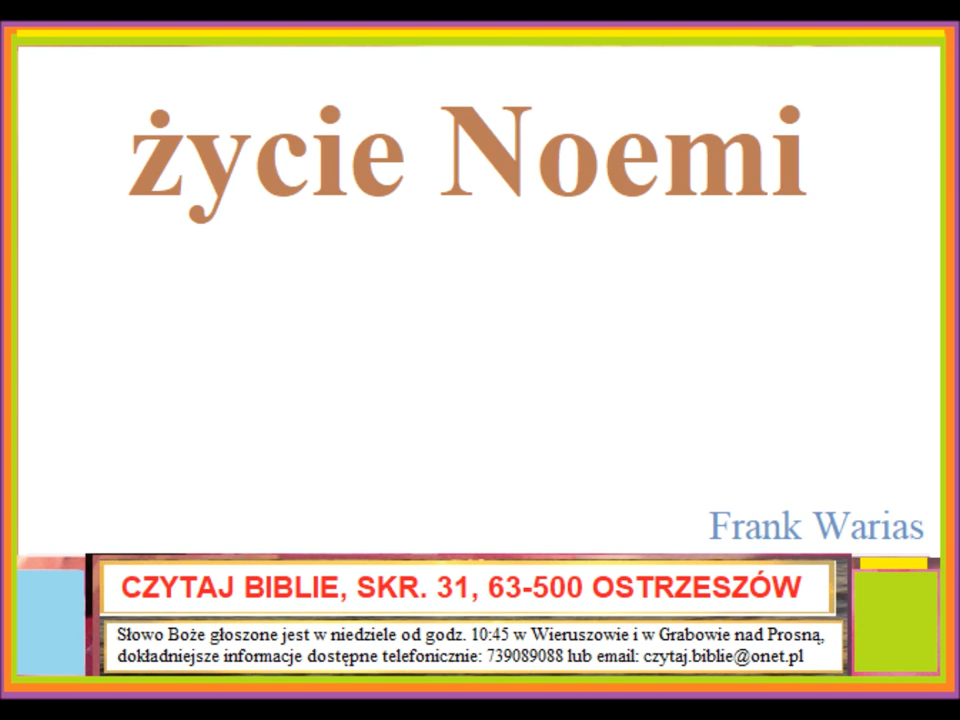 życie Noemi
Frank Warias
CZYTAJ BIBLIE, SKR. 31, 63-500 OSTRZESZÓW
Słowo Boże głoszone jest w niedziele od godz. 10:45 w Wieruszowie i w Grabowie nad Prosną,
dokładniejsze informacje dostępne telefonicznie: 739089088 lub email: czytaj.biblie@onet.pl